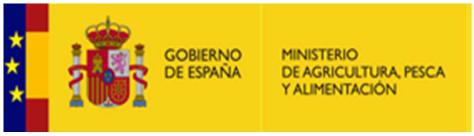 GOBIERNO
DE ESPAÑA
MINISTERIO
DE AGRICULTURA, PESCA
Y ALIMENTACIÓN